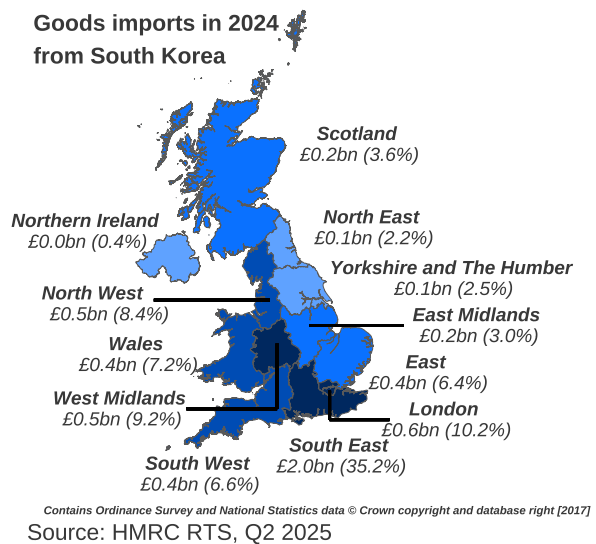 Goods imports in 2024
from South Korea
Scotland
£0.2bn (3.6%)
Northern Ireland
£0.0bn (0.4%)
North East
£0.1bn (2.2%)
Yorkshire and The Humber
£0.1bn (2.5%)
North West
£0.5bn (8.4%)
East Midlands
£0.2bn (3.0%)
Wales
£0.4bn (7.2%)
East
£0.4bn (6.4%)
West Midlands
£0.5bn (9.2%)
London
£0.6bn (10.2%)
South East
£2.0bn (35.2%)
South West
£0.4bn (6.6%)
Contains Ordinance Survey and National Statistics data © Crown copyright and database right [2017]
Source: HMRC RTS, Q2 2025